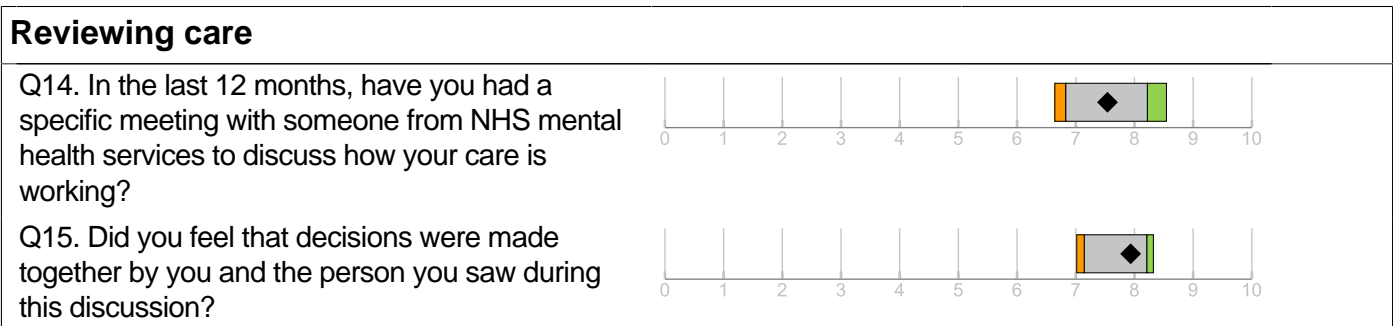 Reviewing care
Q14. In the last 12 months, have you had a
specific meeting with someone from NHS mental
health services to discuss how your care is
working?
0 1 2 3 4 5 6 7 8 9 10
Q15. Did you feel that decisions were made
together by you and the person you saw during
this discussion?
0 1 2 3 4 5 6 7 8 9 10